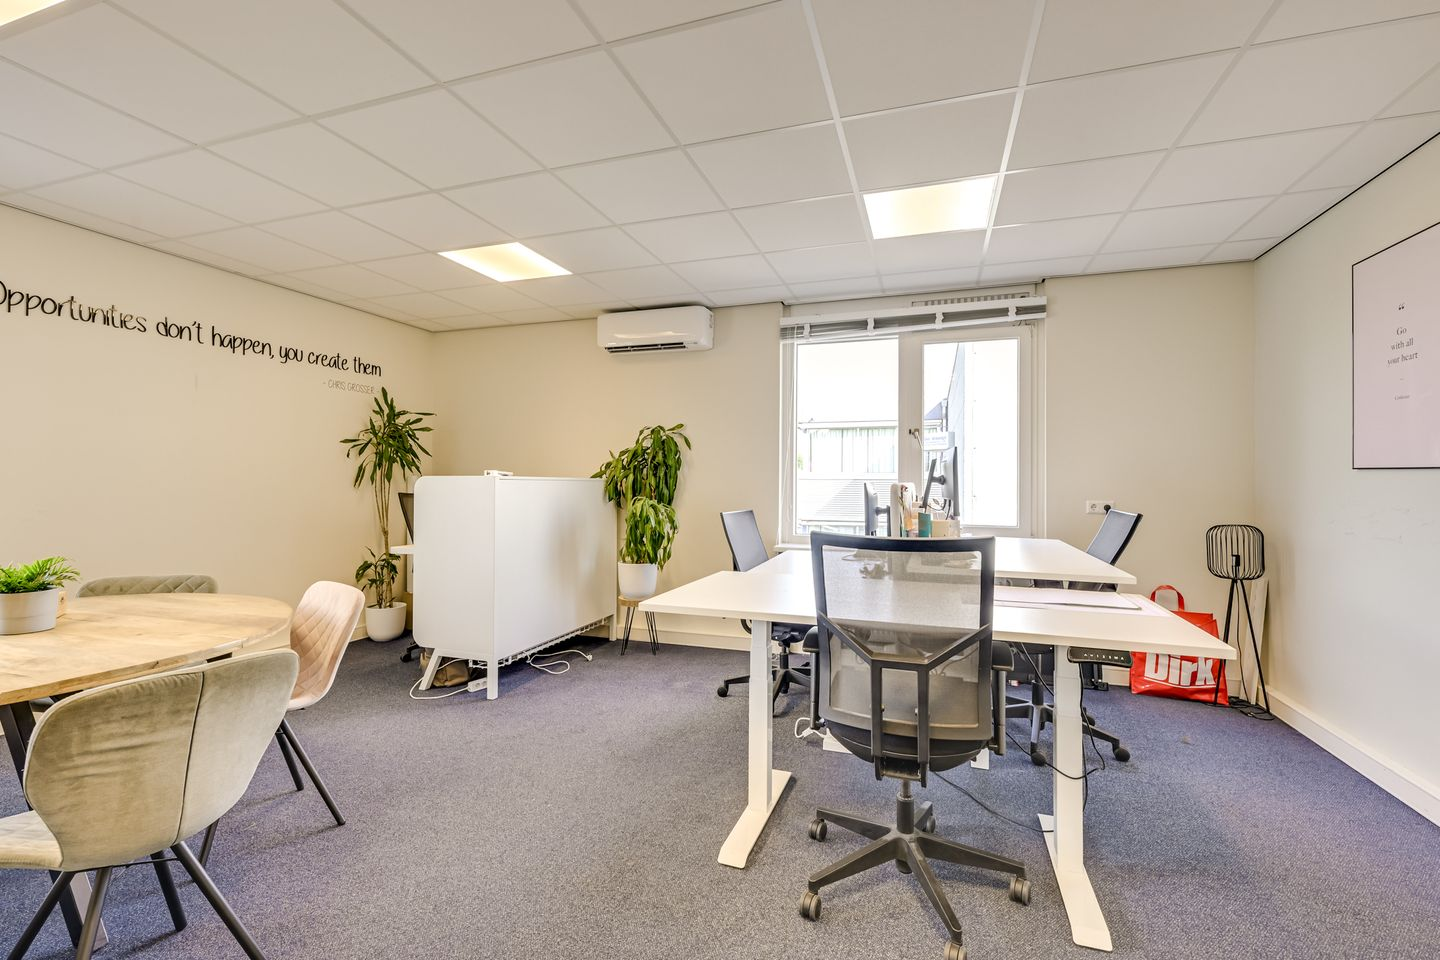 Opportunities don't happen, you create them
- CHRIS GROSSER -
“
Go
with all
your heart
Dirk